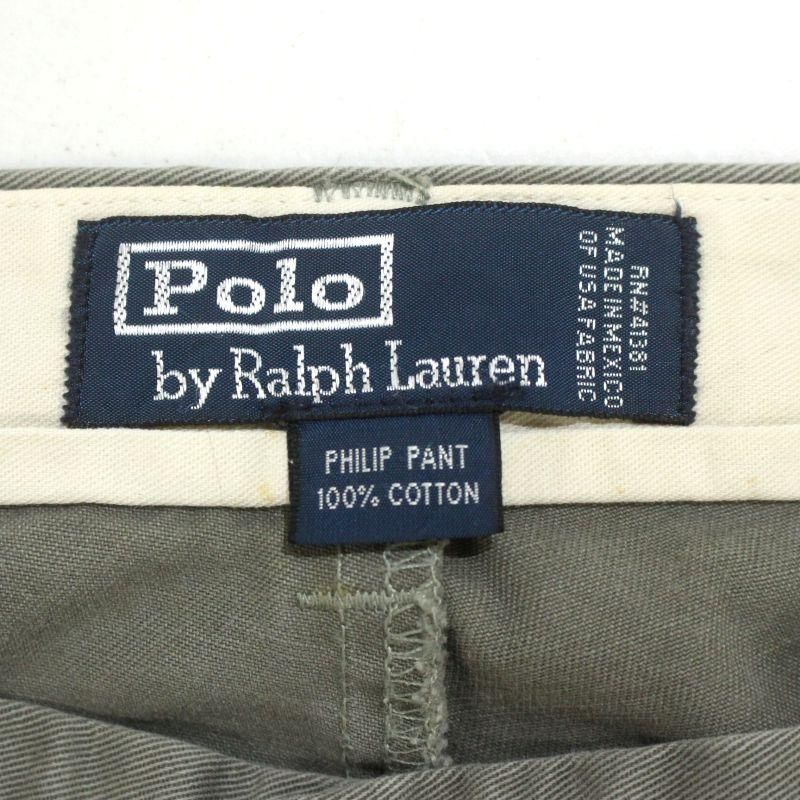 Polo
by Ralph Lauren
RN#41381
MADE IN MEXICO
OF USA FABRIC
PHILIP PANT
100% COTTON